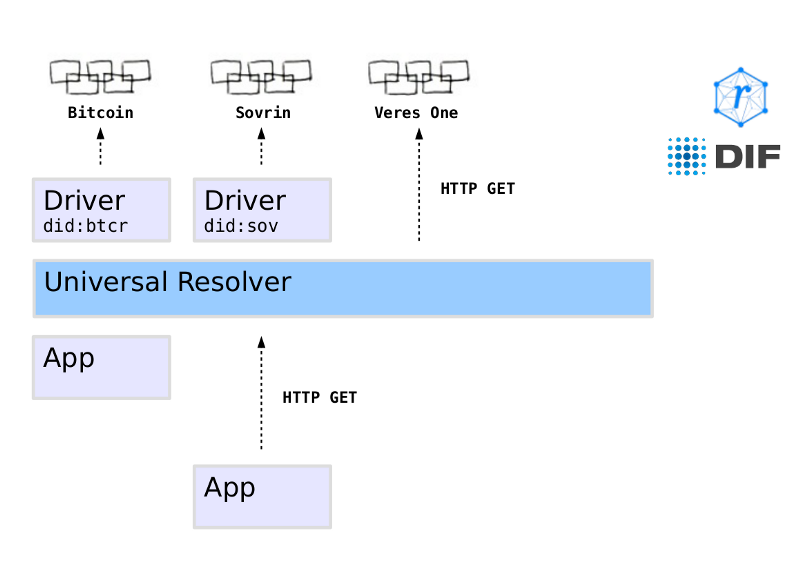 Bitcoin
Sovrin
Veres One
r
DIF
HTTP GET
Driver
did:btcr
Driver
did:sov
Universal Resolver
App
HTTP GET
App